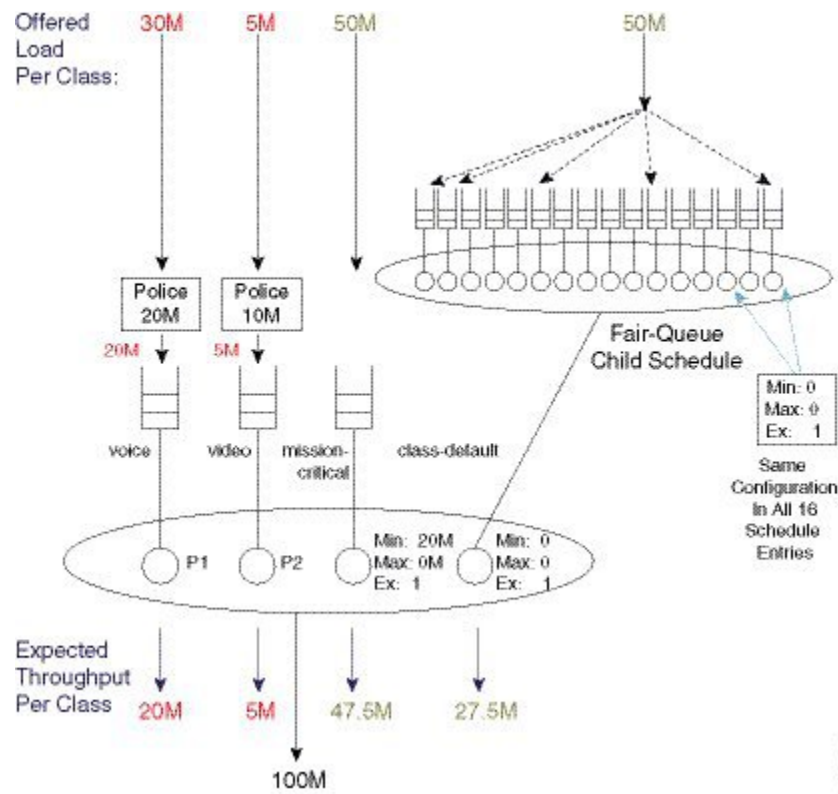 Offered
Load
Per Class:
30M
5M
50M
50M
Police
20M
Police
10M
20M
5M
Fair-Queue
Child Schedule
Min: 0
Max: 0
Ex: 1
Same
Configuration
In All 16
Schedule
Entries
voice
video
mission-
critical
class-default
P1
P2
Min: 20M
Max: 0M
Ex: 1
Min: 0
Max: 0
Ex: 1
Expected
Throughput
Per Class
20M
5M
47.5M
27.5M
100M